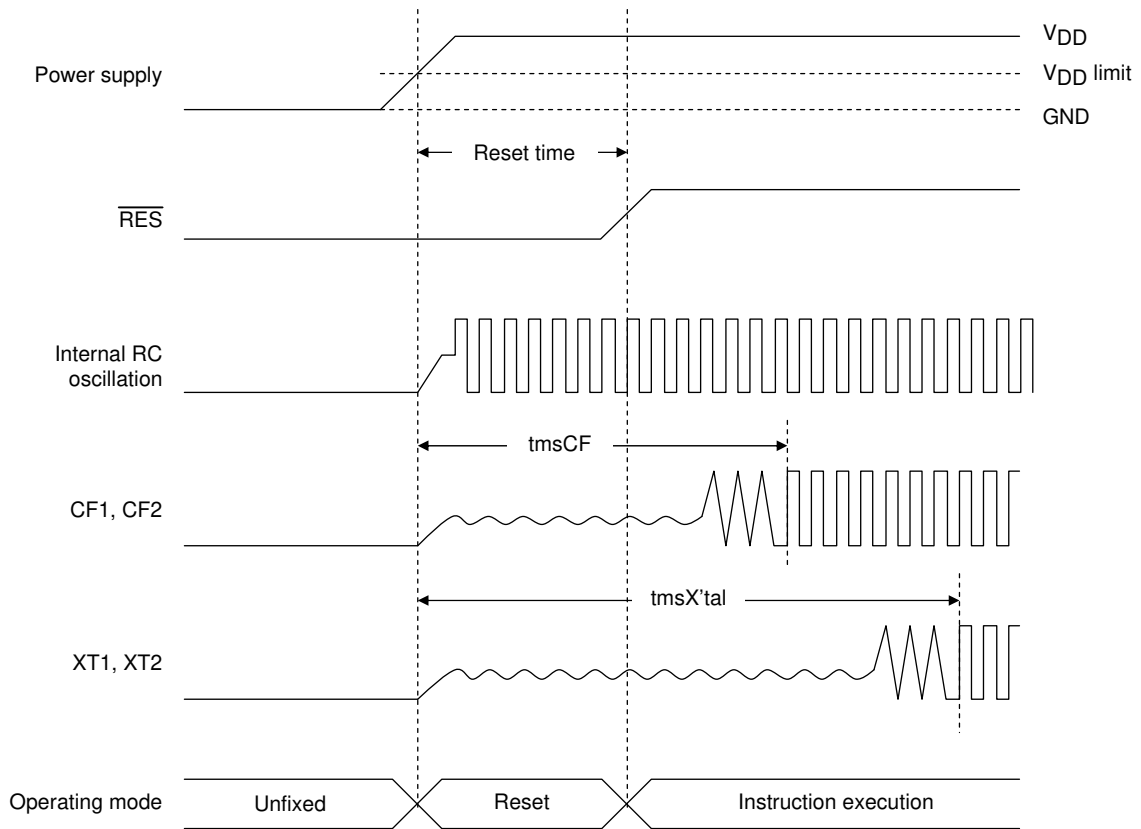 Power supply
VDD
VDD limit
GND
Reset time
RES
Internal RC
oscillation
tmsCF
CF1, CF2
tmsX'tal
XT1, XT2
Operating mode
Unfixed
Reset
Instruction execution